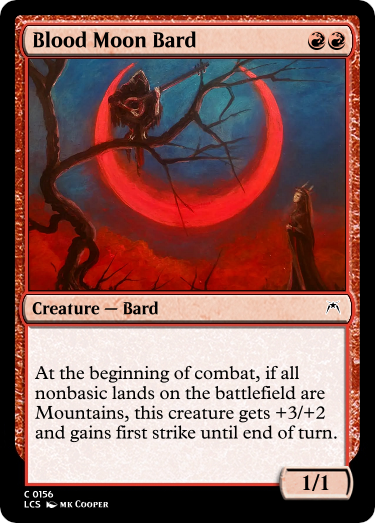 Blood Moon Bard
Creature — Bard
At the beginning of combat, if all
nonbasic lands on the battlefield are
Mountains, this creature gets +3/+2
and gains first strike until end of turn.
1/1
C 0156
LCS MK COOPER